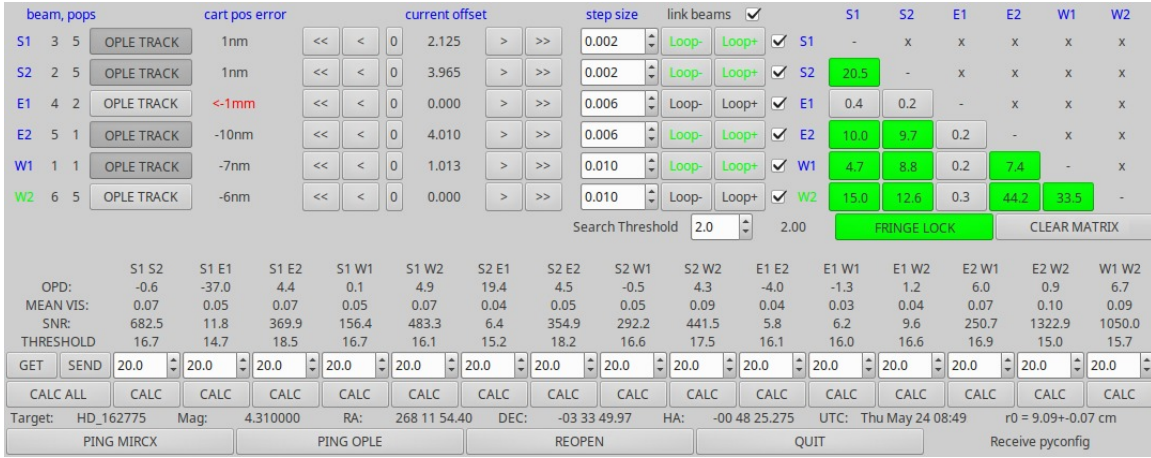 beam, pops cart pos error current offset step size link beams S1 S2 E1 E2 W1 W2
S1 3 5 OPLE TRACK 1nm << < 0 2.125 > >> 0.002 Loop- Loop+ S1 - x x x x x
S2 2 5 OPLE TRACK 1nm << < 0 3.965 > >> 0.002 Loop- Loop+ S2 20.5 - x x x x
E1 4 2 OPLE TRACK <-1mm << < 0 0.000 > >> 0.006 Loop- Loop+ E1 0.4 0.2 - x x x
E2 5 1 OPLE TRACK -10nm << < 0 4.010 > >> 0.006 Loop- Loop+ E2 10.0 9.7 0.2 - x x
W1 1 1 OPLE TRACK -7nm << < 0 1.013 > >> 0.010 Loop- Loop+ W1 4.7 8.8 0.2 7.4 - x
W2 6 5 OPLE TRACK -6nm << < 0 0.000 > >> 0.010 Loop- Loop+ W2 15.0 12.6 0.3 44.2 33.5 -
Search Threshold 2.0 2.00 FRINGE LOCK CLEAR MATRIX
S1 S2 S1 E1 S1 E2 S1 W1 S1 W2 S2 E1 S2 E2 S2 W1 S2 W2 E1 E2 E1 W1 E1 W2 E2 W1 E2 W2 W1 W2
OPD: -0.6 -37.0 4.4 0.1 4.9 19.4 4.5 -0.5 4.3 -4.0 -1.3 1.2 6.0 0.9 6.7
MEAN VIS: 0.07 0.05 0.07 0.05 0.07 0.04 0.05 0.05 0.09 0.04 0.03 0.04 0.07 0.10 0.09
SNR: 682.5 11.8 369.9 156.4 483.3 6.4 354.9 292.2 441.5 5.8 6.2 9.6 250.7 1322.9 1050.0
THRESHOLD 16.7 14.7 18.5 16.7 16.1 15.2 18.2 16.6 17.5 16.1 16.0 16.6 16.9 15.0 15.7
GET SEND 20.0 20.0 20.0 20.0 20.0 20.0 20.0 20.0 20.0 20.0 20.0 20.0 20.0 20.0 20.0
CALC ALL CALC CALC CALC CALC CALC CALC CALC CALC CALC CALC CALC CALC CALC CALC CALC
Target: HD_162775 Mag: 4.310000 RA: 268 11 54.40 DEC: -03 33 49.97 HA: -00 48 25.275 UTC: Thu May 24 08:49 r0 = 9.09+-0.07 cm
PING MIRCX PING OPLE REOPEN QUIT Receive pyconfig